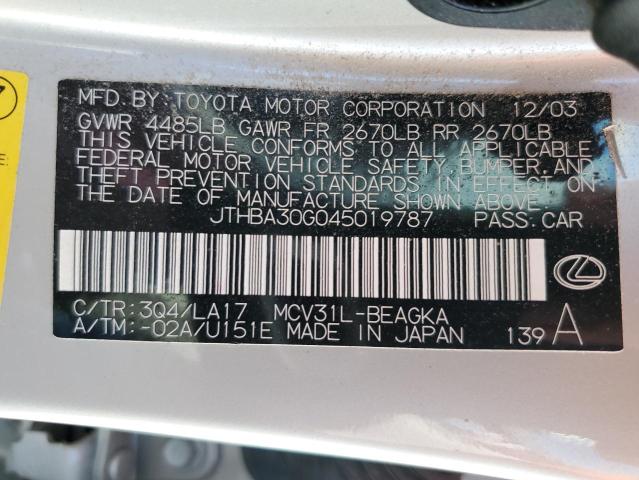 MFD. BY: TOYOTA MOTOR CORPORATION 12/03
GVWR 4485LB GAWR FR 2670LB RR 2670LB
THIS VEHICLE CONFORMS TO ALL APPLICABLE
FEDERAL MOTOR VEHICLE SAFETY, BUMPER, AND
THEFT PREVENTION STANDARDS IN EFFECT ON
THE DATE OF MANUFACTURE SHOWN ABOVE.
JTHBA30G045019787 PASS.CAR
C/TR:3Q4/LA17 MCV31L-BEAGKA
A/TM:-02A/U151E MADE IN JAPAN 139 A